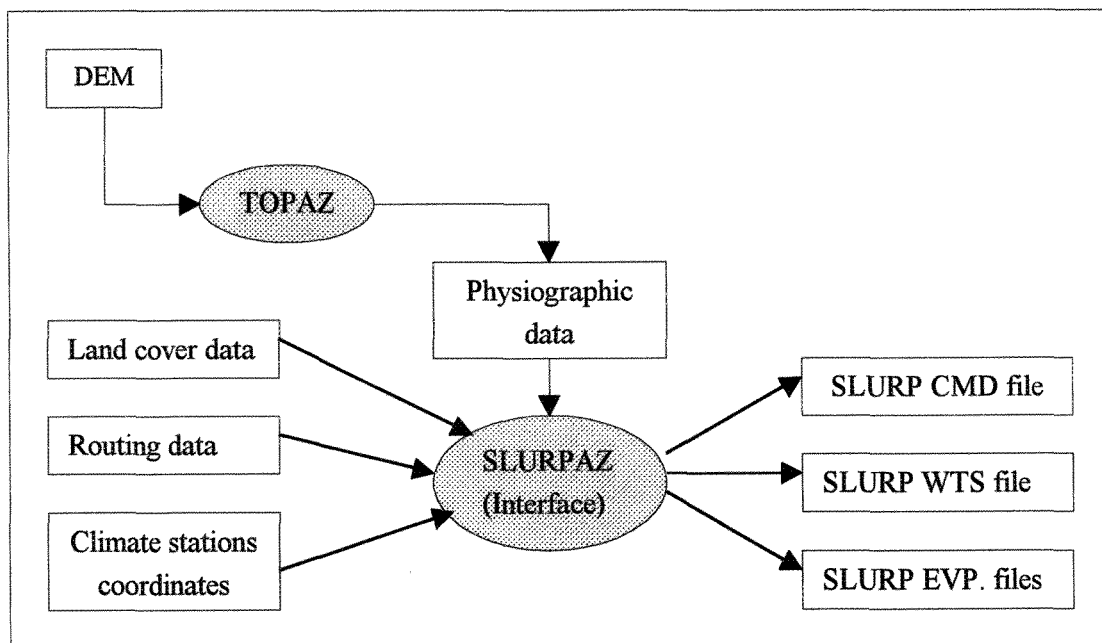 DEM
TOPAZ
Physiographic
data
Land cover data
Routing data
Climate stations
coordinates
SLURPAZ
(Interface)
SLURP CMD file
SLURP WTS file
SLURP EVP. files